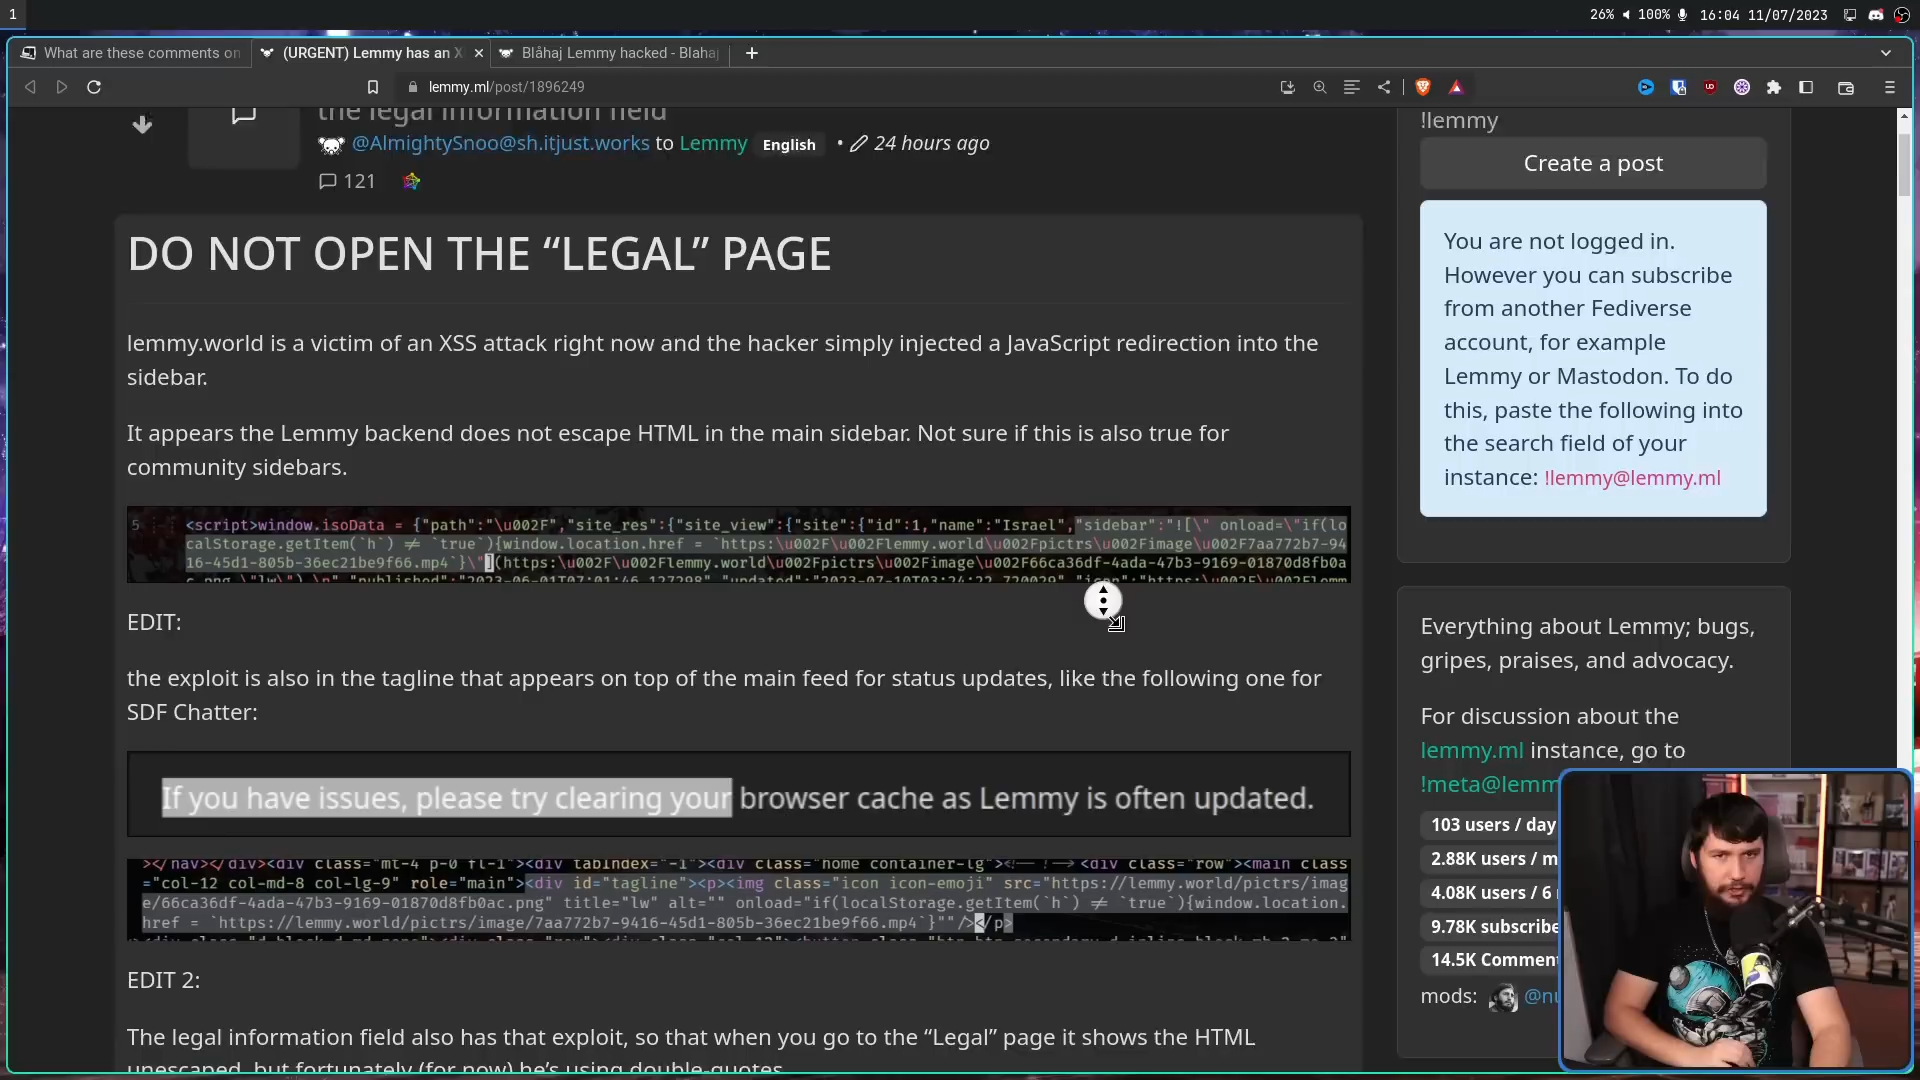 1
26% 100% 16:04 11/07/2023
What are these comments on
(URGENT) Lemmy has an X
Blåhaj Lemmy hacked - Blahaj
lemmy.ml/post/1896249
the legal information field
@AlmightySnoo@sh.itjust.works to Lemmy English • 24 hours ago
121
DO NOT OPEN THE “LEGAL” PAGE
lemmy.world is a victim of an XSS attack right now and the hacker simply injected a JavaScript redirection into the
sidebar.
It appears the Lemmy backend does not escape HTML in the main sidebar. Not sure if this is also true for
community sidebars.
5 <script>window.isoData = {"path":"\u002F","site_res":{"site_view":{"site":{"id":1,"name":"Israel","sidebar":"![\" onload=\"if(lo
calStorage.getItem(`h`) ≠ `true`){window.location.href = `https:\u002F\u002Flemmy.world\u002Fpictrs\u002Fimage\u002F7aa772b7-94
16-45d1-805b-36ec21be9f66.mp4`}\"](https:\u002F\u002Flemmy.world\u002Fpictrs\u002Fimage\u002F66ca36df-4ada-47b3-9169-01870d8fb0a
c.png \"lw\") \n" "published":"2023-06-01T07:01:46.127298" "updated":"2023-07-10T03:24:22.720029" "icon":"https:\u002F\u002Flemm
EDIT:
the exploit is also in the tagline that appears on top of the main feed for status updates, like the following one for
SDF Chatter:
If you have issues, please try clearing your browser cache as Lemmy is often updated.
></nav></div><div class="mt-4 p-0 fl-1"><div tabIndex="-1"><div class="home container-lg"><!-- !--><div class="row"><main class
="col-12 col-md-8 col-lg-9" role="main"><div id="tagline"><p><img class="icon icon-emoji" src="https://lemmy.world/pictrs/imag
e/66ca36df-4ada-47b3-9169-01870d8fb0ac.png" title="lw" alt="" onload="if(localStorage.getItem(`h`) ≠ `true`){window.location.
href = `https://lemmy.world/pictrs/image/7aa772b7-9416-45d1-805b-36ec21be9f66.mp4`}""/></p>
EDIT 2:
The legal information field also has that exploit, so that when you go to the “Legal” page it shows the HTML
unescaped, but fortunately (for now) he’s using double-quotes.
!lemmy
Create a post
You are not logged in.
However you can subscribe
from another Fediverse
account, for example
Lemmy or Mastodon. To do
this, paste the following into
the search field of your
instance: !lemmy@lemmy.ml
Everything about Lemmy; bugs,
gripes, praises, and advocacy.
For discussion about the
lemmy.ml instance, go to
!meta@lemm
103 users / day
2.88K users / m
4.08K users / 6
9.78K subscribe
14.5K Commen
mods: @nu